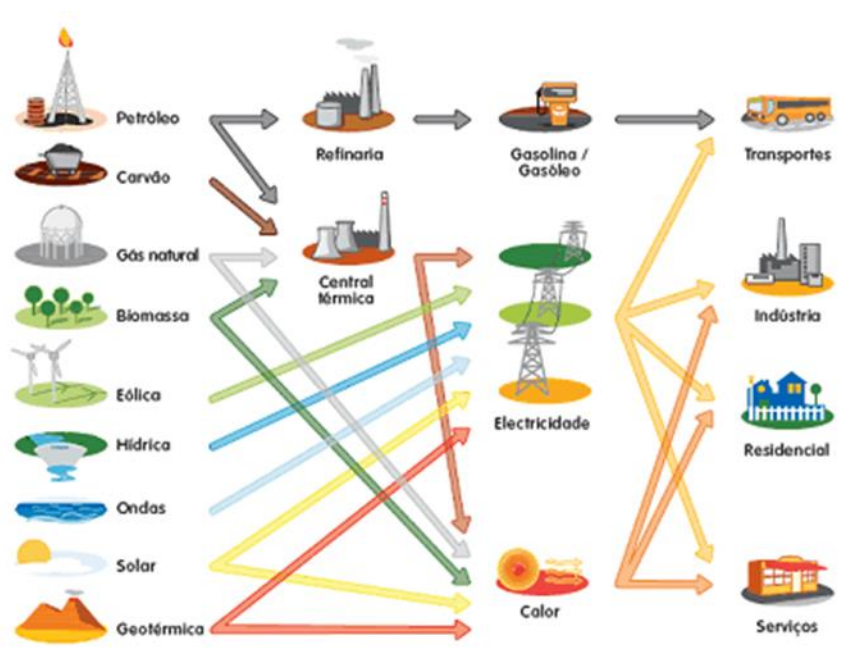 Petróleo
Refinaria
Gasolina /
Gasóleo
Transportes
Carvão
Gás natural
Central
térmica
Biomassa
Indústria
Eólica
Electricidade
Hídrica
Residencial
Ondas
Solar
Calor
Geotérmica
Serviços